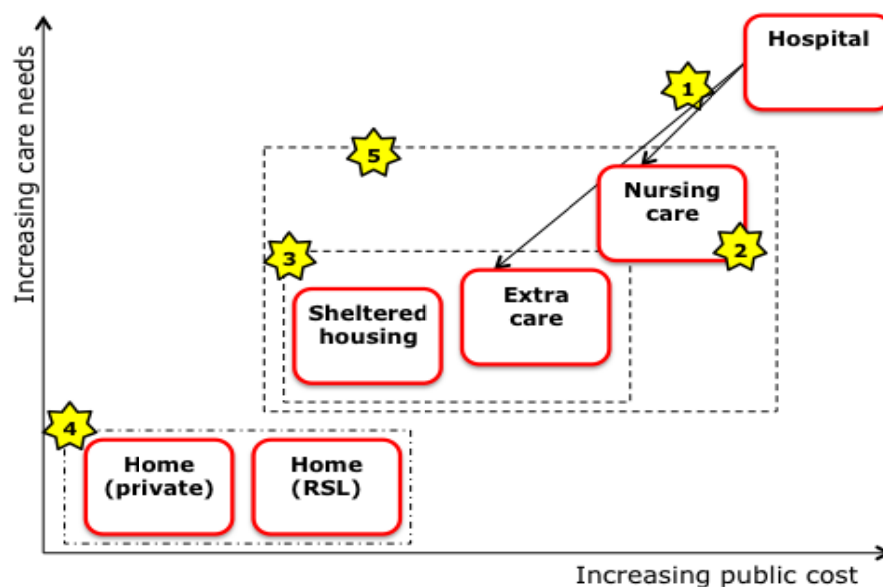 Increasing care needs
Hospital
1
5
Nursing
care
2
3
Sheltered
housing
Extra
care
4
Home
(private)
Home
(RSL)
Increasing public cost